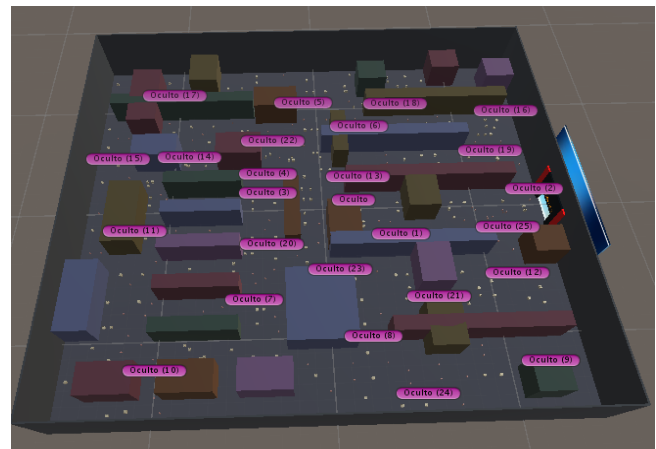 Oculto (17)
Oculto (5)
Oculto (18)
Oculto (16)
Oculto (6)
Oculto (22)
Oculto (19)
Oculto (15)
Oculto (14)
Oculto (4)
Oculto (13)
Oculto (2)
Oculto (3)
Oculto
Oculto (11)
Oculto (1)
Oculto (25)
Oculto (20)
Oculto (23)
Oculto (12)
Oculto (7)
Oculto (21)
Oculto (8)
Oculto (9)
Oculto (10)
Oculto (24)